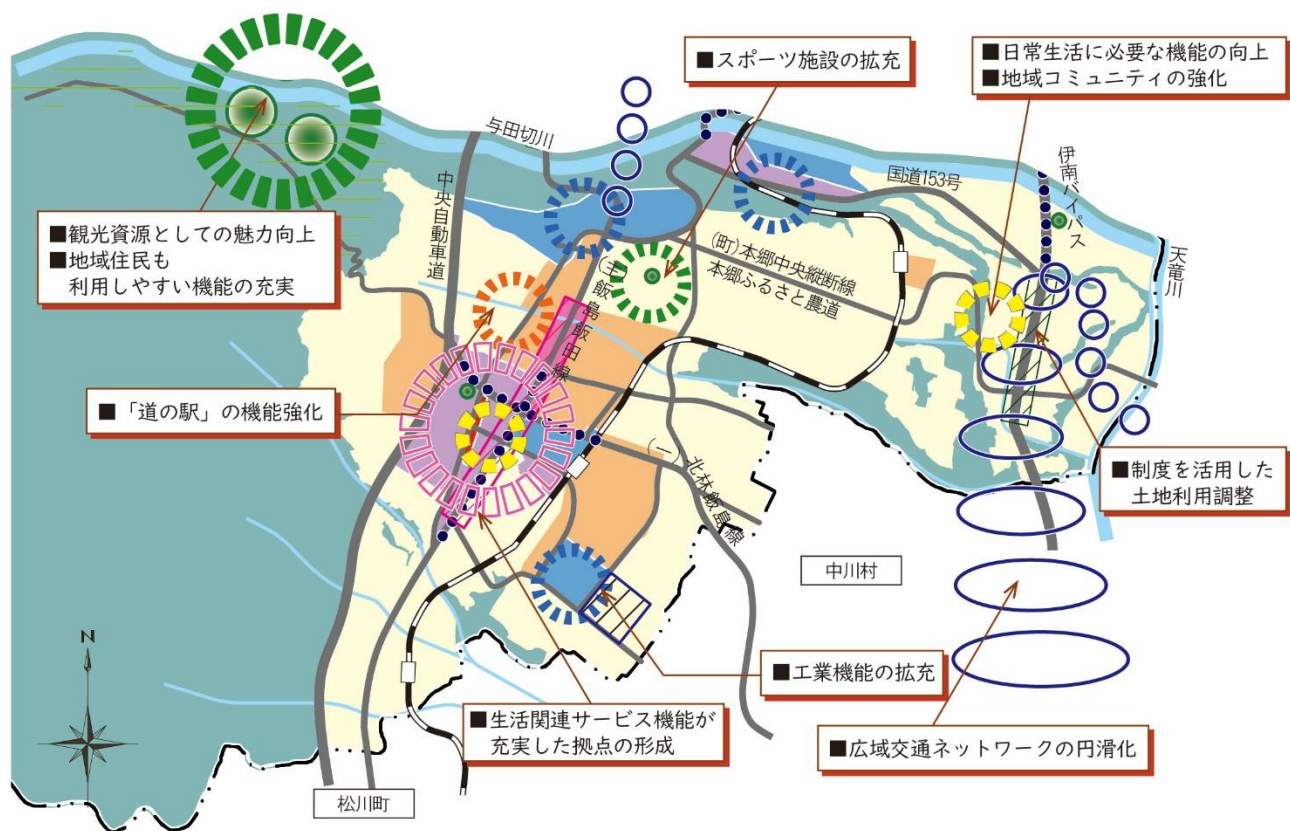 ■スポーツ施設の拡充
■日常生活に必要な機能の向上
■地域コミュニティの強化
与田切川
国道153号
伊南バイパス
天竜川
中央自動車道
■観光資源としての魅力向上
■地域住民も
利用しやすい機能の充実
(町)本郷中央縦断線
本郷ふるさと農道
(主)飯島飯田線
■「道の駅」の機能強化
(一)北林飯島線
■制度を活用した
土地利用調整
中川村
N
■工業機能の拡充
■生活関連サービス機能が
充実した拠点の形成
■広域交通ネットワークの円滑化
松川町